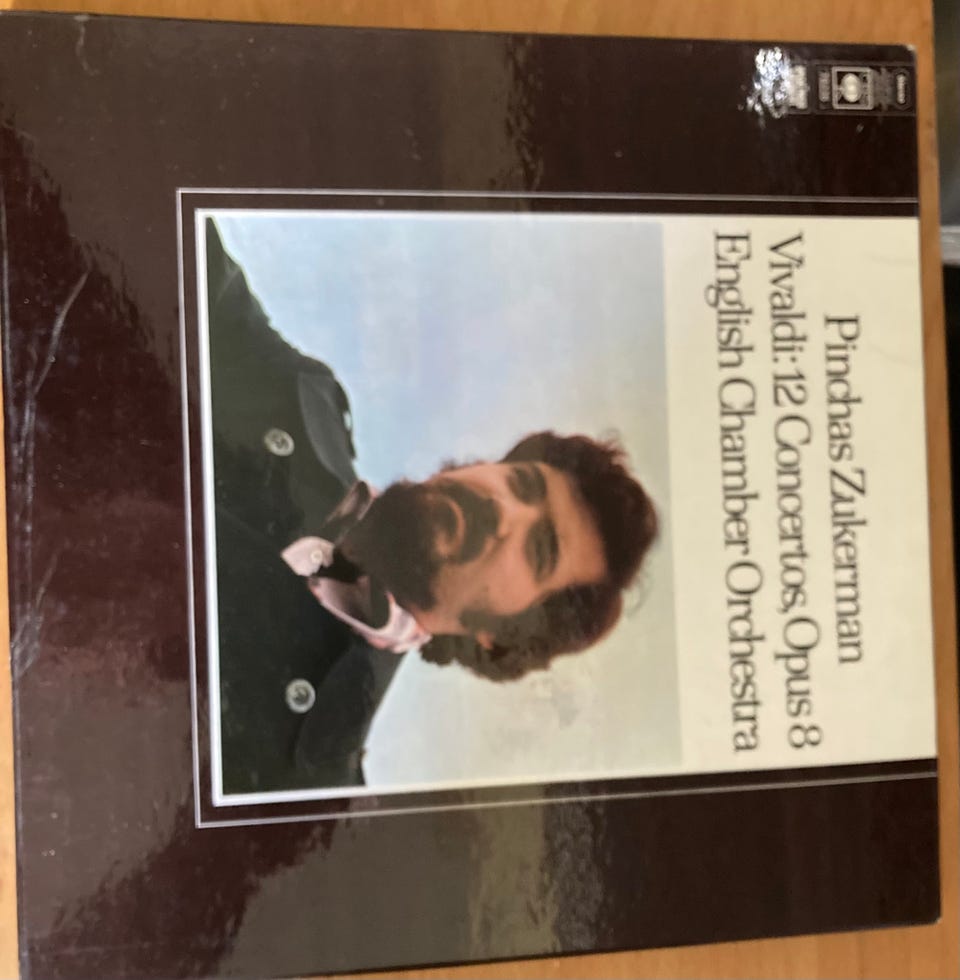 Pinchas Zukerman
Vivaldi: 12 Concertos, Opus 8
English Chamber Orchestra